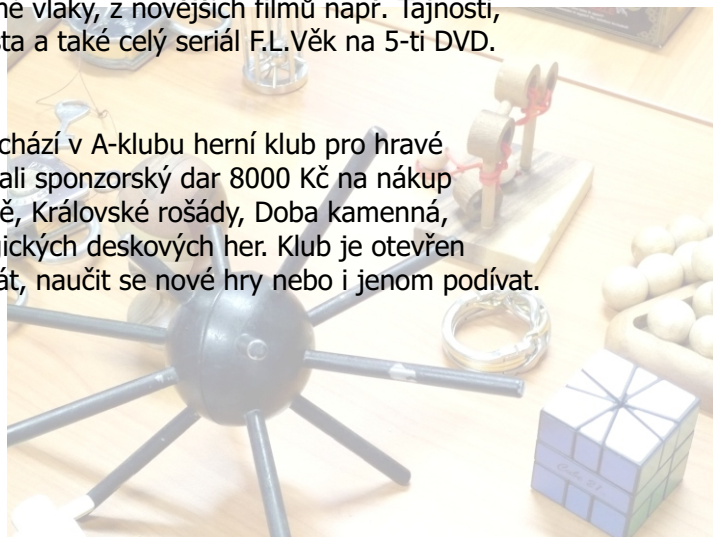 né vlaky, z novějších filmů např. Tajnosti,
sta a také celý seriál F.L.Věk na 5-ti DVD.
chází v A-klubu herní klub pro hravé
ali sponzorský dar 8000 Kč na nákup
ě, Královské rošády, Doba kamenná,
gických deskových her. Klub je otevřen
át, naučit se nové hry nebo i jenom podívat.